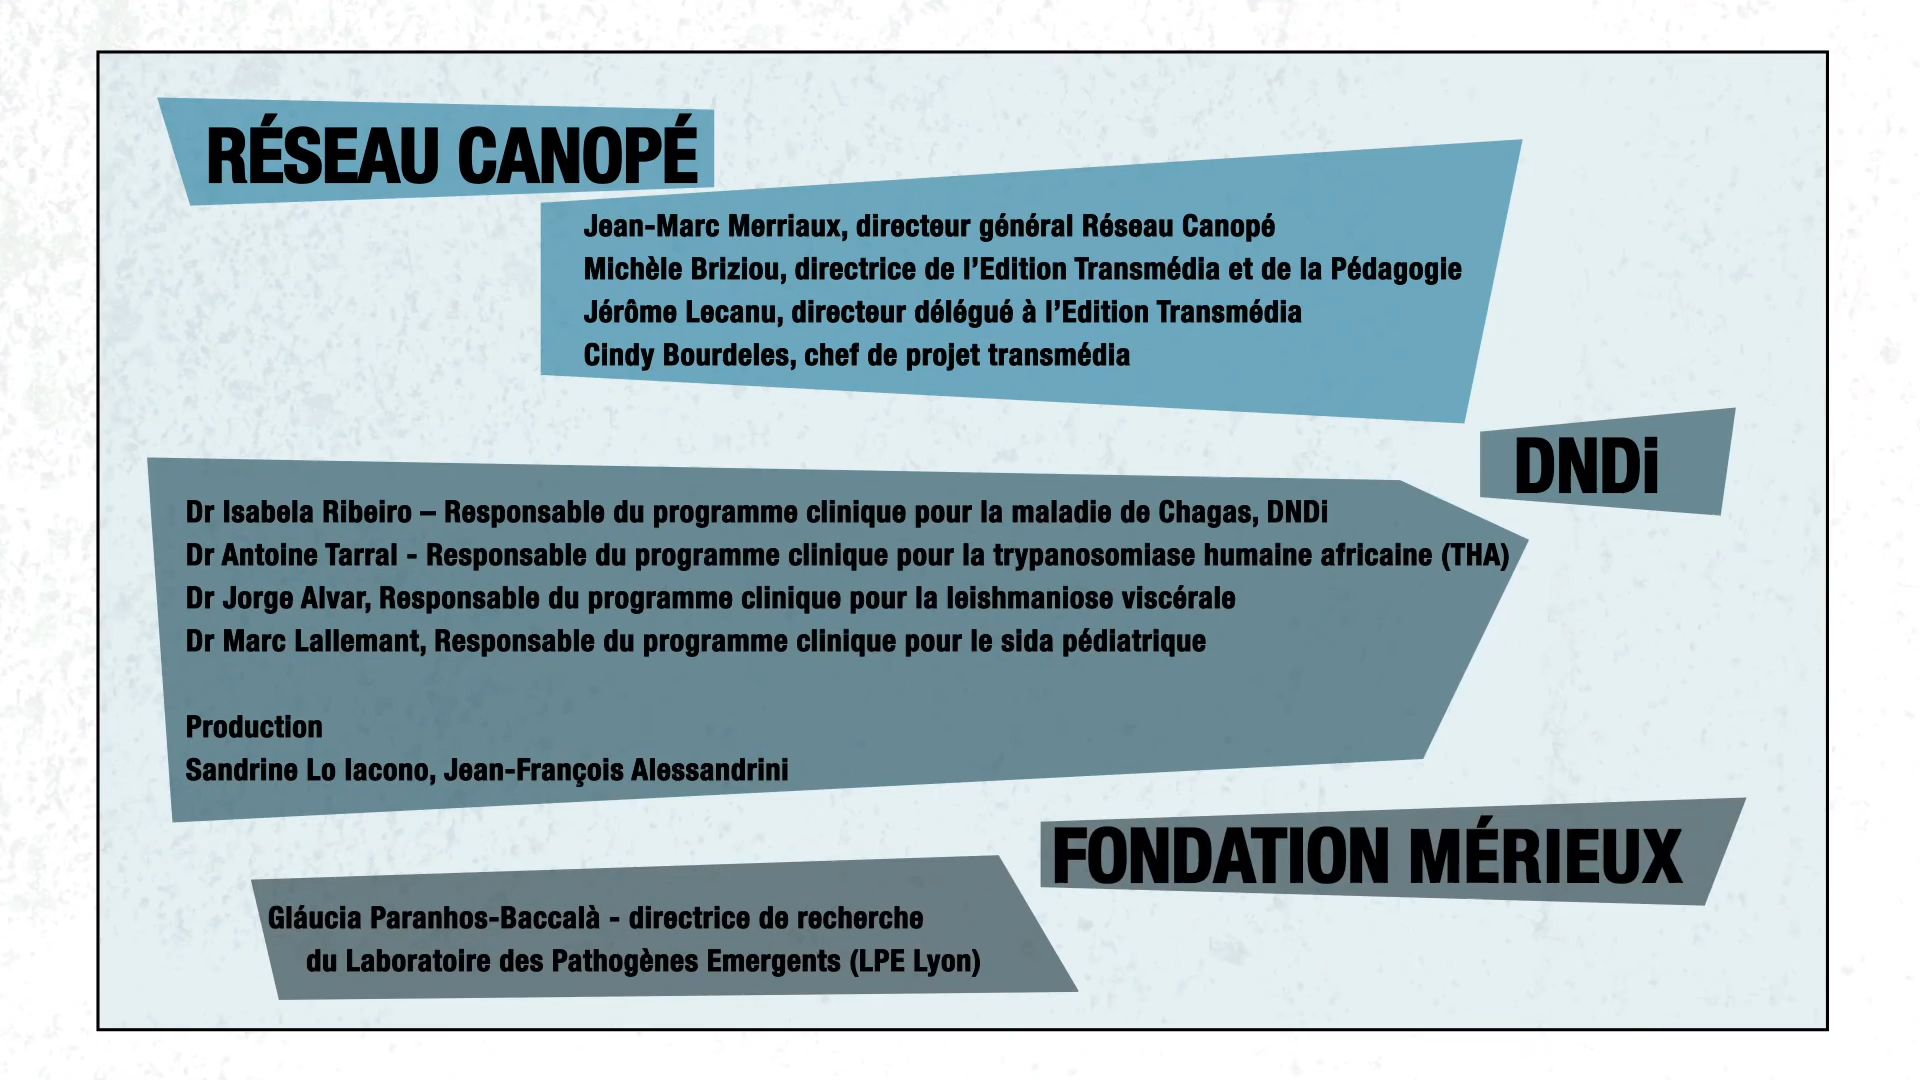 RÉSEAU CANOPÉ
Jean-Marc Merriaux, directeur général Réseau Canopé
Michèle Briziou, directrice de l’Edition Transmédia et de la Pédagogie
Jérôme Lecanu, directeur délégué à l’Edition Transmédia
Cindy Bourdeles, chef de projet transmédia
DNDi
Dr Isabela Ribeiro – Responsable du programme clinique pour la maladie de Chagas, DNDi
Dr Antoine Tarral - Responsable du programme clinique pour la trypanosomiase humaine africaine (THA)
Dr Jorge Alvar, Responsable du programme clinique pour la leishmaniose viscérale
Dr Marc Lallemant, Responsable du programme clinique pour le sida pédiatrique
Production
Sandrine Lo Iacono, Jean-François Alessandrini
FONDATION MÉRIEUX
Gláucia Paranhos-Baccalà - directrice de recherche
du Laboratoire des Pathogènes Emergents (LPE Lyon)